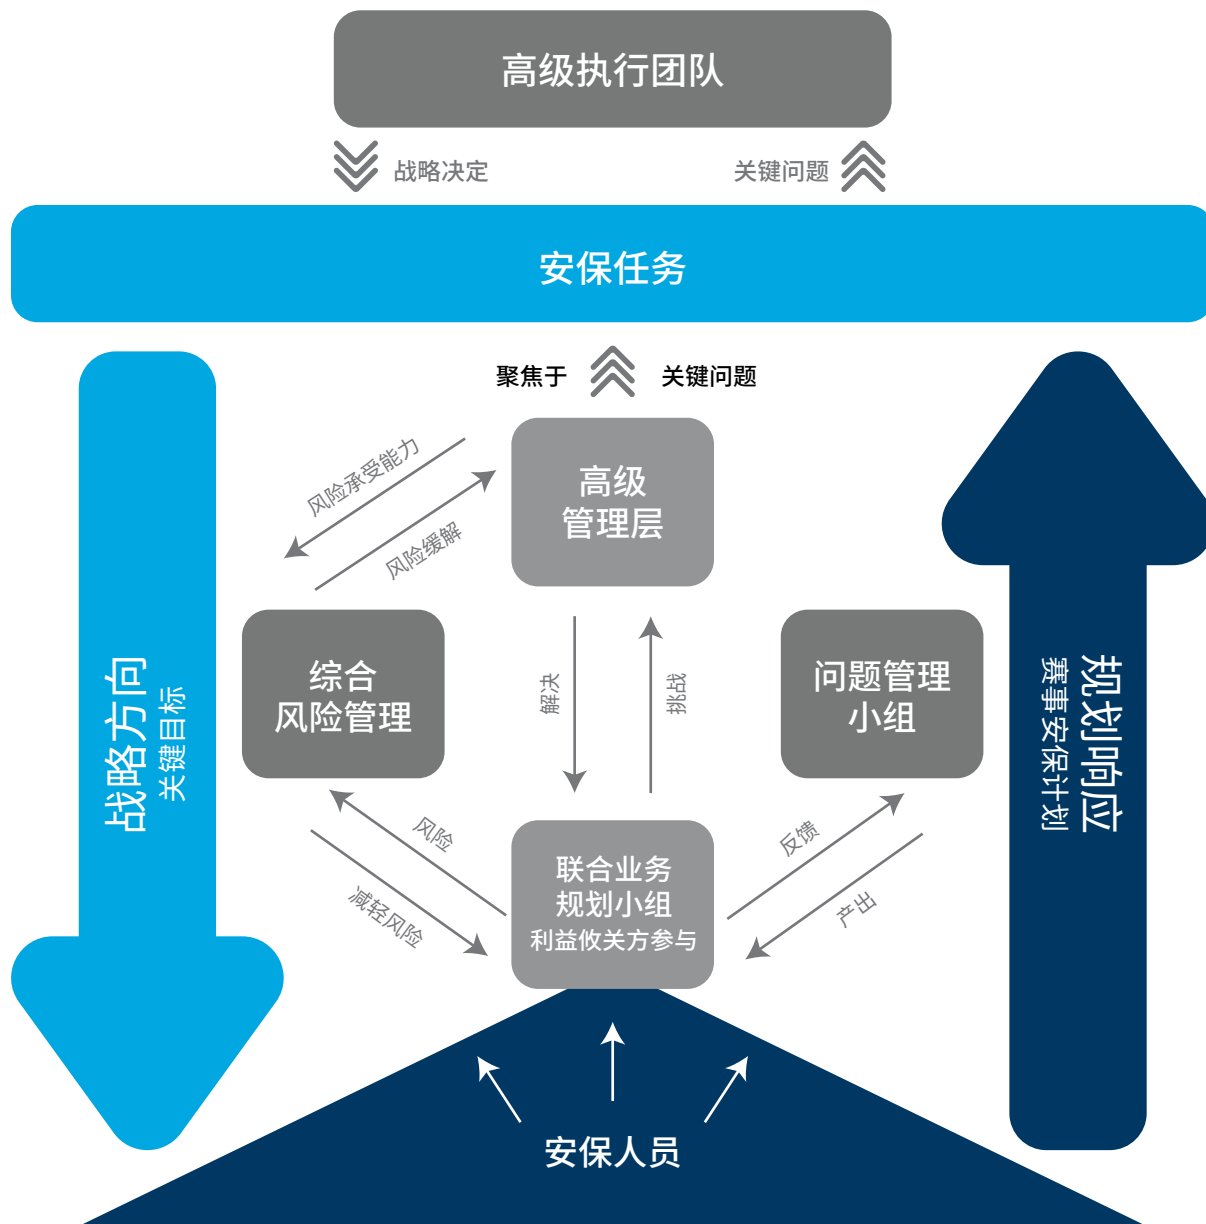 高级执行团队
战略决定
关键问题
安保任务
聚焦于
关键问题
风险承受能力
风险缓解
高级
管理层
战略方向
关键目标
综合
风险管理
解决
挑战
问题管理
小组
规划响应
赛事安保计划
风险
减轻风险
联合业务
规划小组
利益攸关方参与
反馈
产出
安保人员